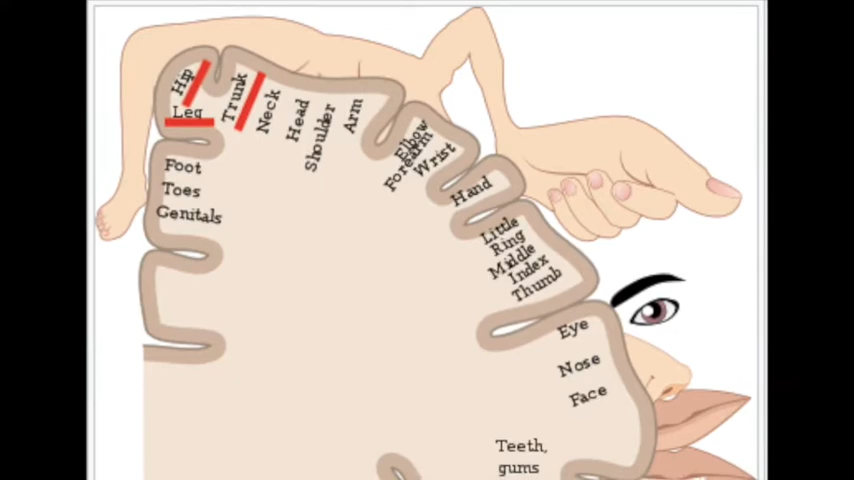 Hip
Leg
Trunk
Neck
Head
Shoulder
Arm
Elbow
Forearm
Wrist
Hand
Little
Ring
Middle
Index
Thumb
Foot
Toes
Genitals
Eye
Nose
Face
Teeth,
gums